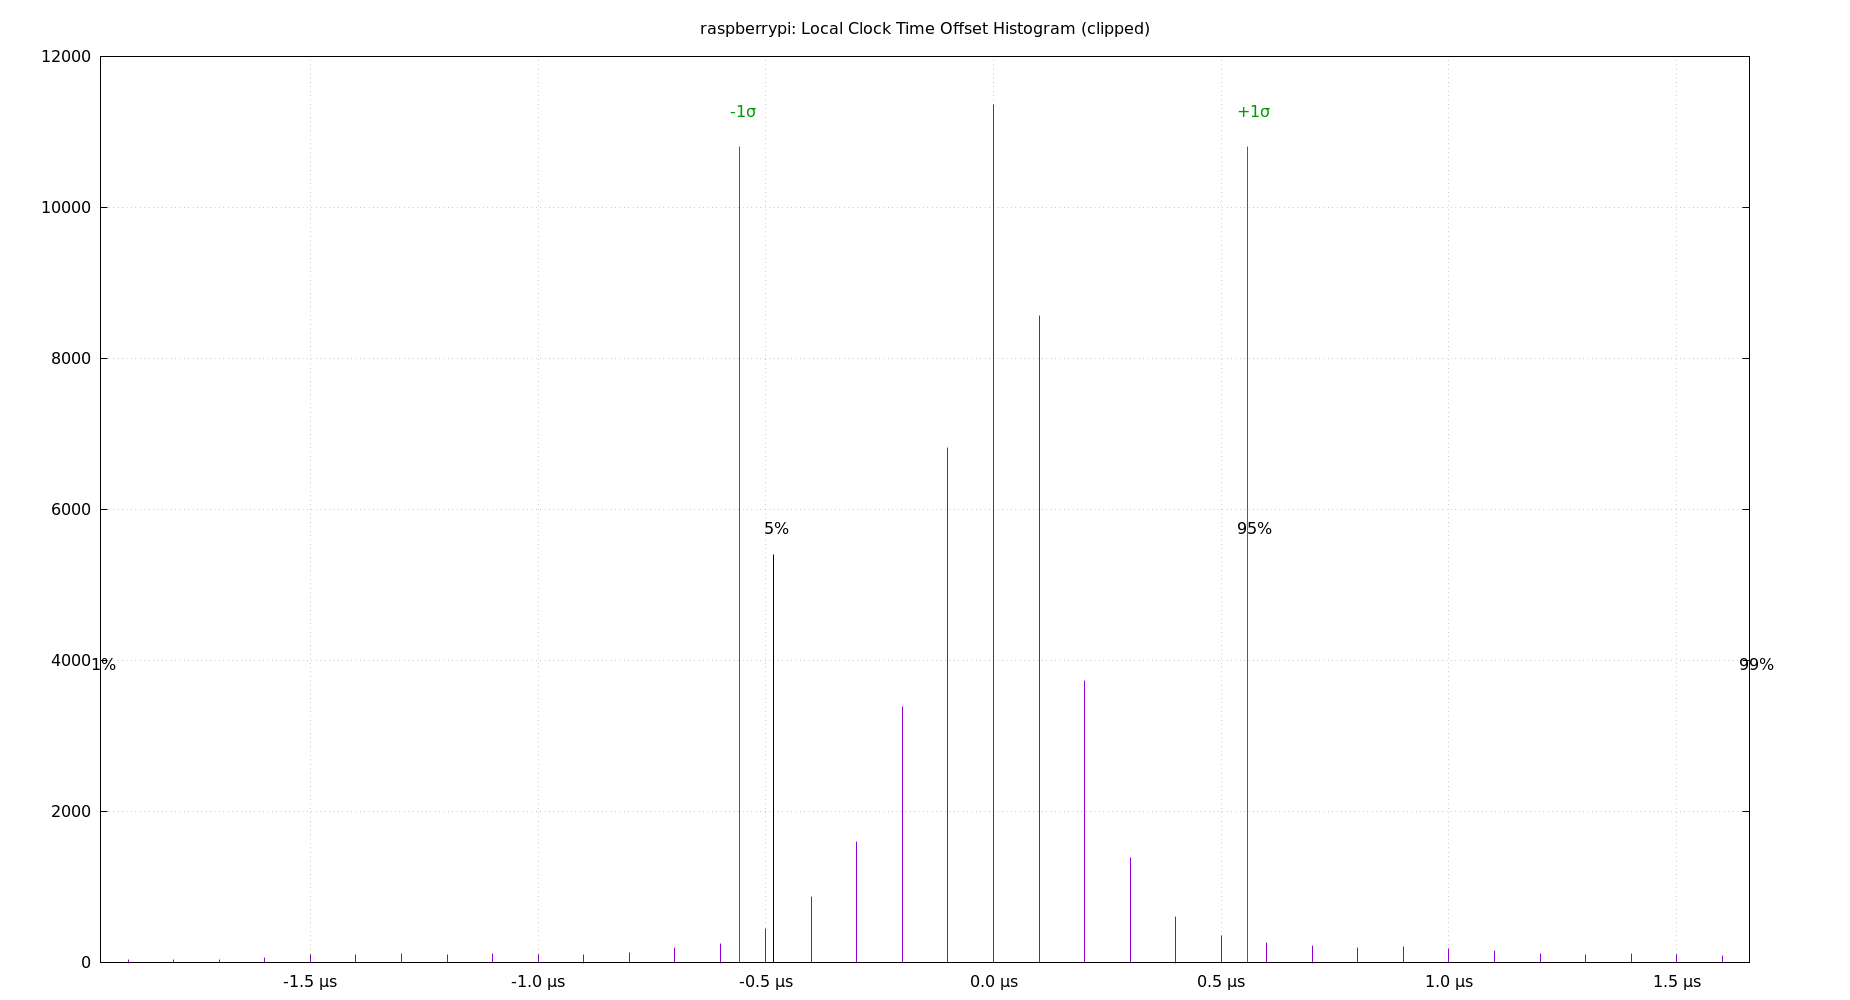 raspberrypi: Local Clock Time Offset Histogram (clipped)
12000
-1σ
+1σ
10000
8000
6000
5%
95%
4000
1%
99%
2000
0
-1.5 µs
-1.0 µs
-0.5 µs
0.0 µs
0.5 µs
1.0 µs
1.5 µs